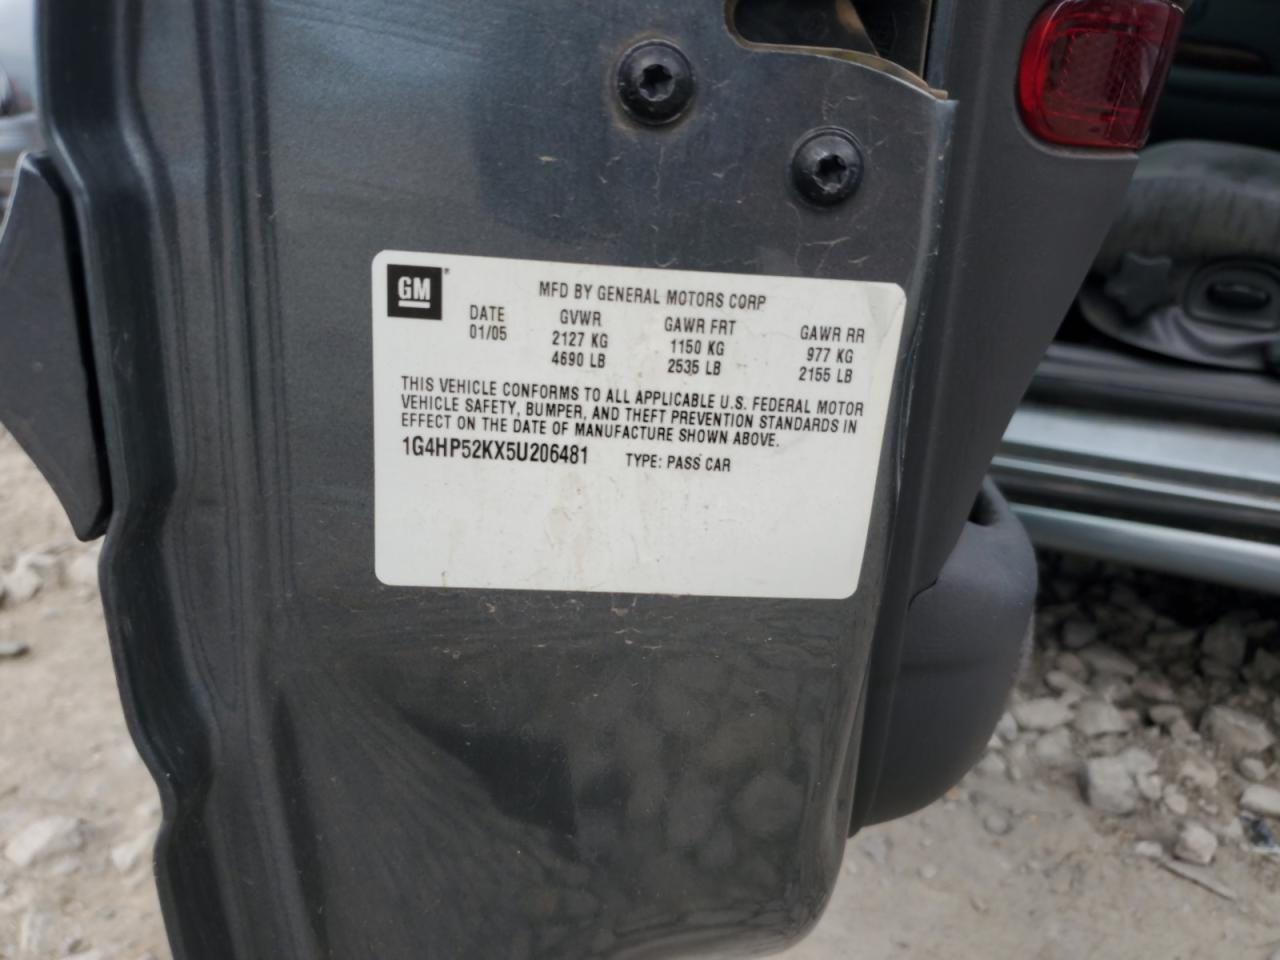 GM
MFD BY GENERAL MOTORS CORP
DATE GVWR GAWR FRT GAWR RR
01/05 2127 KG 1150 KG 977 KG
4690 LB 2535 LB 2155 LB
THIS VEHICLE CONFORMS TO ALL APPLICABLE U.S. FEDERAL MOTOR
VEHICLE SAFETY, BUMPER, AND THEFT PREVENTION STANDARDS IN
EFFECT ON THE DATE OF MANUFACTURE SHOWN ABOVE.
1G4HP52KX5U206481 TYPE: PASS CAR